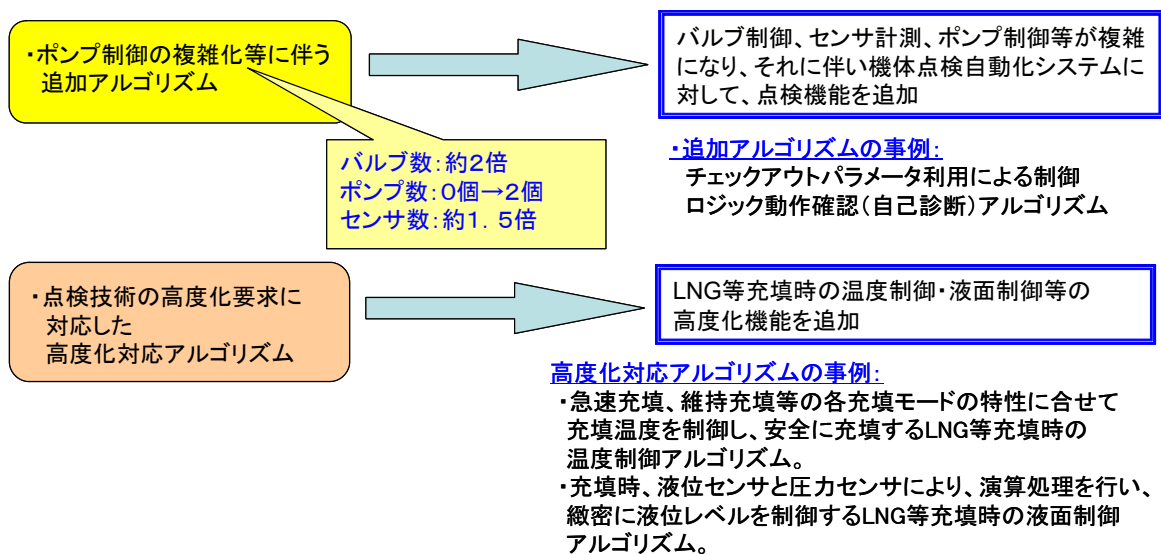 ・ポンプ制御の複雑化等に伴う
追加アルゴリズム
バルブ制御、センサ計測、ポンプ制御等が複雑
になり、それに伴い機体点検自動化システムに
対して、点検機能を追加
バルブ数:約2倍
ポンプ数:0個→2個
センサ数:約1.5倍
・追加アルゴリズムの事例:
チェックアウトパラメータ利用による制御
ロジック動作確認(自己診断)アルゴリズム
・点検技術の高度化要求に
対応した
高度化対応アルゴリズム
LNG等充填時の温度制御・液面制御等の
高度化機能を追加
高度化対応アルゴリズムの事例:
・急速充填、維持充填等の各充填モードの特性に合せて
充填温度を制御し、安全に充填するLNG等充填時の
温度制御アルゴリズム。
・充填時、液位センサと圧力センサにより、演算処理を行い、
緻密に液位レベルを制御するLNG等充填時の液面制御
アルゴリズム。